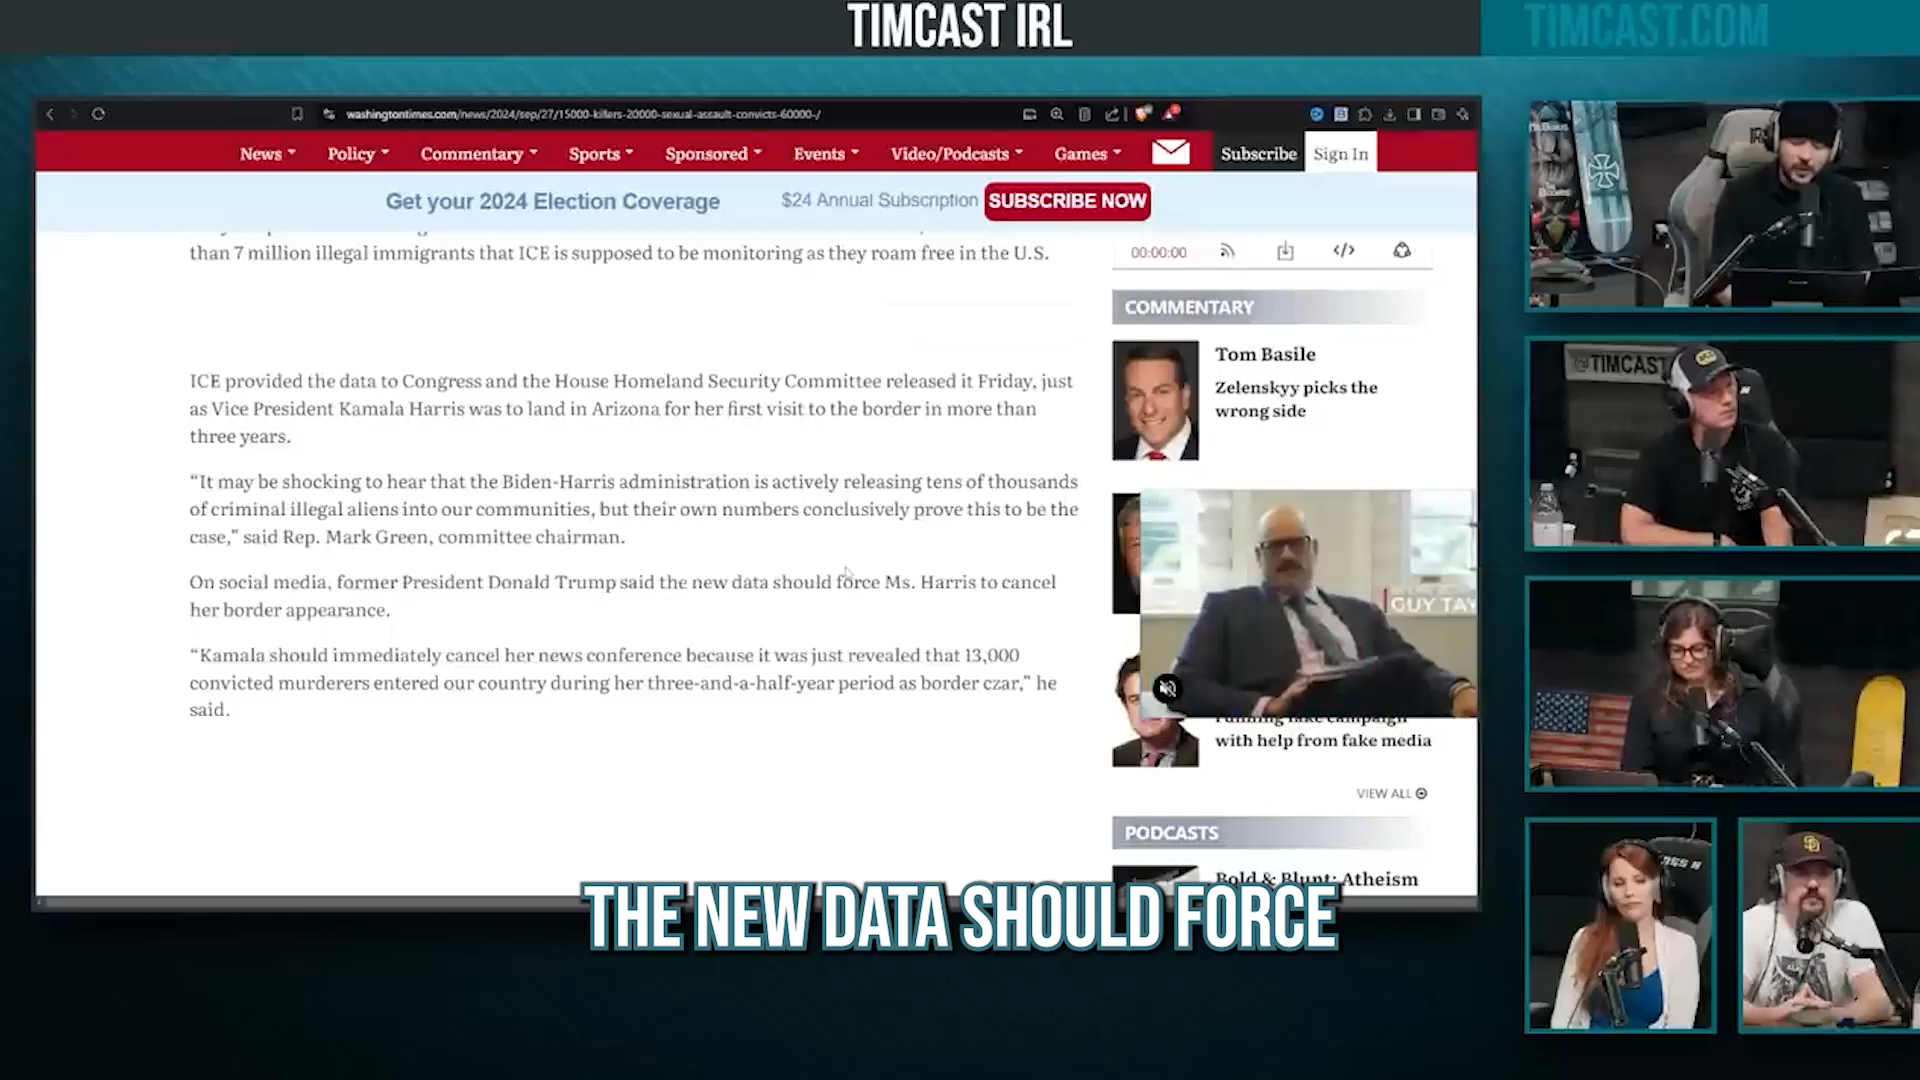 TIMCAST IRL
TIMCAST.COM
washingtontimes.com/news/2024/sep/27/15000-killers-20000-sexual-assault-convicts-60000-/
News Policy Commentary Sports Sponsored Events Video/Podcasts Games Subscribe Sign In
Get your 2024 Election Coverage $24 Annual Subscription SUBSCRIBE NOW
than 7 million illegal immigrants that ICE is supposed to be monitoring as they roam free in the U.S.
ICE provided the data to Congress and the House Homeland Security Committee released it Friday, just
as Vice President Kamala Harris was to land in Arizona for her first visit to the border in more than
three years.
“It may be shocking to hear that the Biden-Harris administration is actively releasing tens of thousands
of criminal illegal aliens into our communities, but their own numbers conclusively prove this to be the
case,” said Rep. Mark Green, committee chairman.
On social media, former President Donald Trump said the new data should force Ms. Harris to cancel
her border appearance.
“Kamala should immediately cancel her news conference because it was just revealed that 13,000
convicted murderers entered our country during her three-and-a-half-year period as border czar,” he
said.
00:00:00
COMMENTARY
Tom Basile
Zelenskyy picks the
wrong side
GUY TAY
with help from fake media
VIEW ALL
PODCASTS
Bold & Blunt: Atheism
THE NEW DATA SHOULD FORCE
@TIMCAST